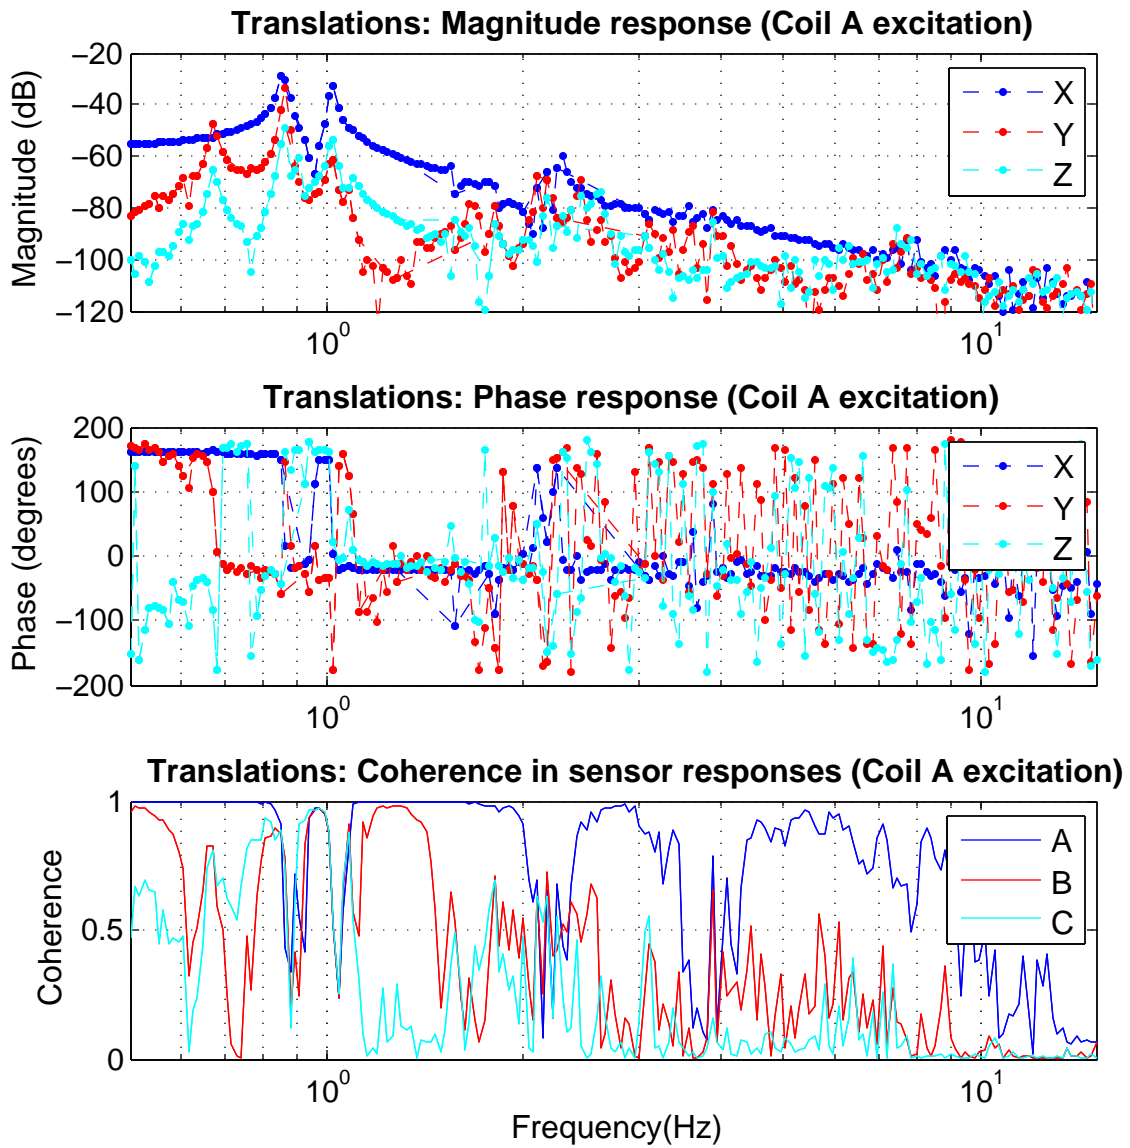 Translations: Magnitude response (Coil A excitation)
Magnitude (dB)
−20
−40
−60
−80
−100
−120
X
Y
Z
10^0
10^1
Translations: Phase response (Coil A excitation)
Phase (degrees)
200
100
0
−100
−200
X
Y
Z
10^0
10^1
Translations: Coherence in sensor responses (Coil A excitation)
Coherence
1
0.5
0
A
B
C
10^0
10^1
Frequency(Hz)